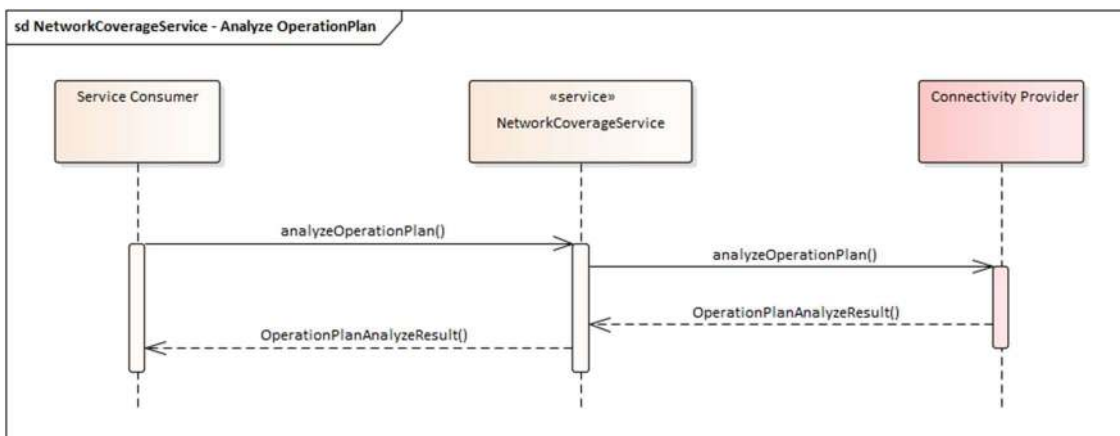 sd NetworkCoverageService - Analyze OperationPlan
Service Consumer
«service»
NetworkCoverageService
Connectivity Provider
analyzeOperationPlan()
analyzeOperationPlan()
OperationPlanAnalyzeResult()
OperationPlanAnalyzeResult()